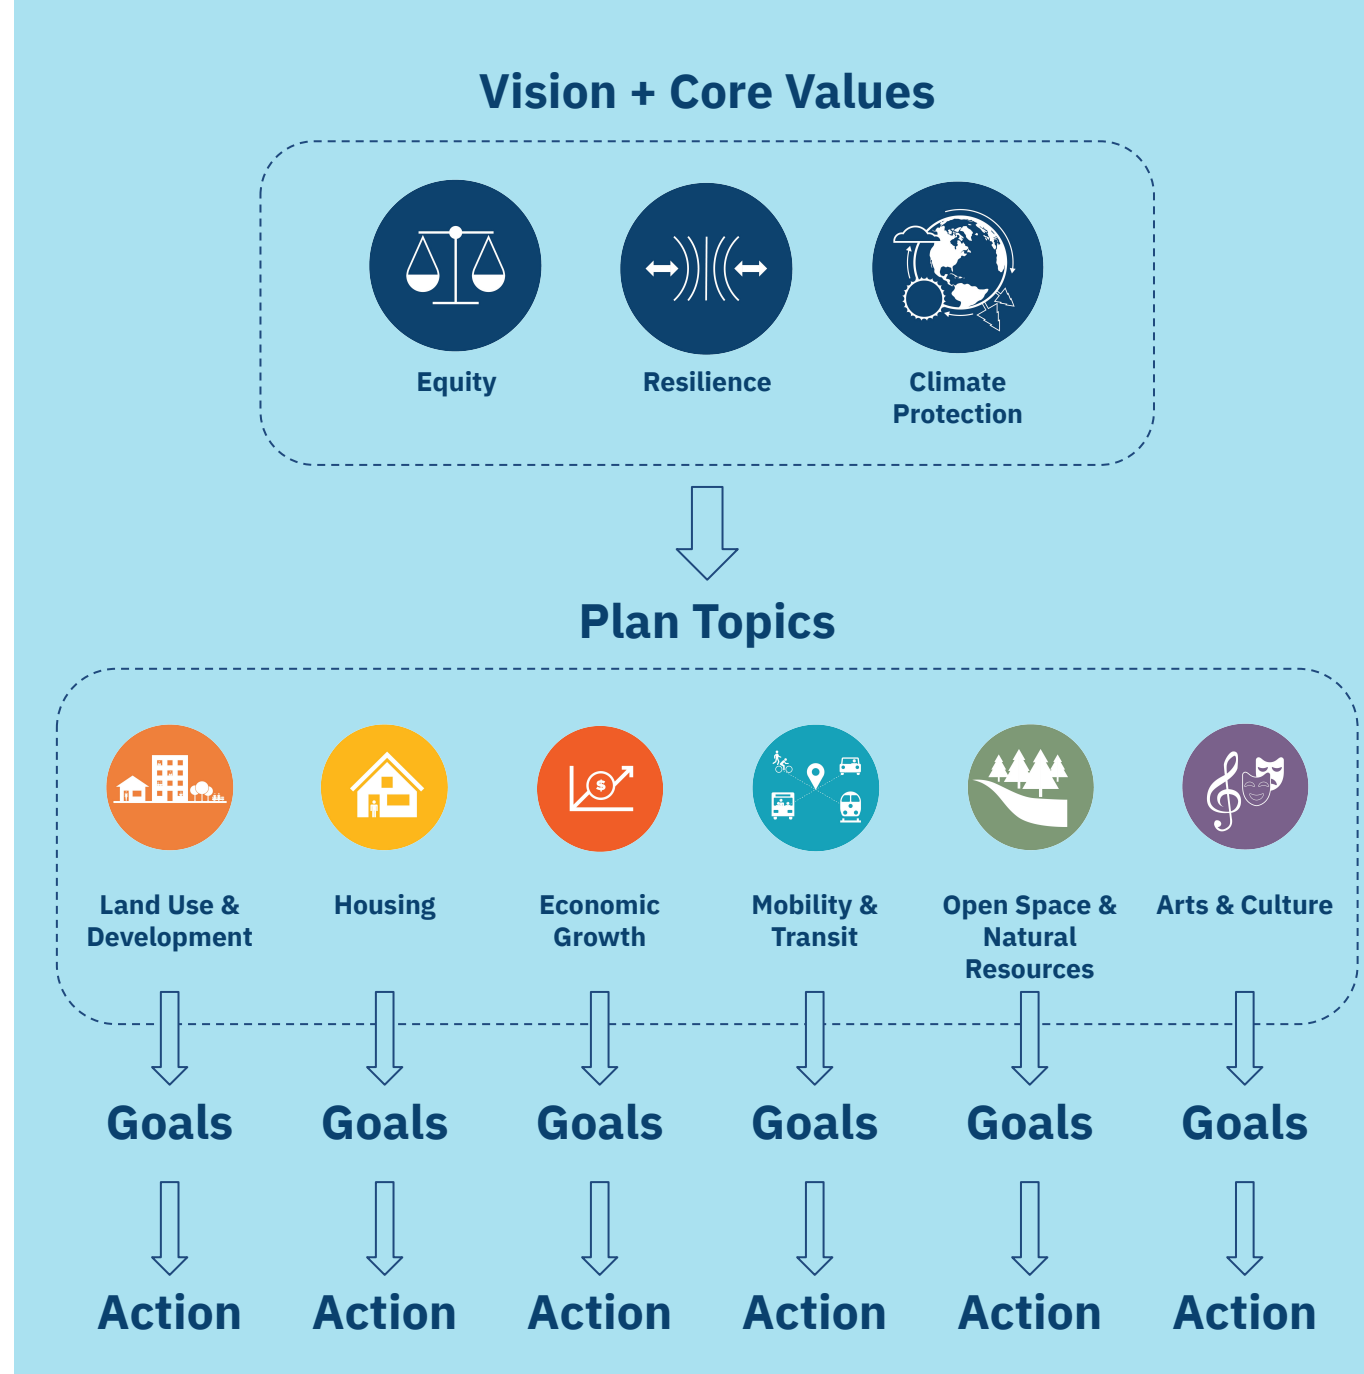 Vision + Core Values
Equity
Resilience
Climate
Protection
Plan Topics
Land Use &
Development
Housing
Economic
Growth
Mobility &
Transit
Open Space &
Natural
Resources
Arts & Culture
Goals
Goals
Goals
Goals
Goals
Goals
Action
Action
Action
Action
Action
Action